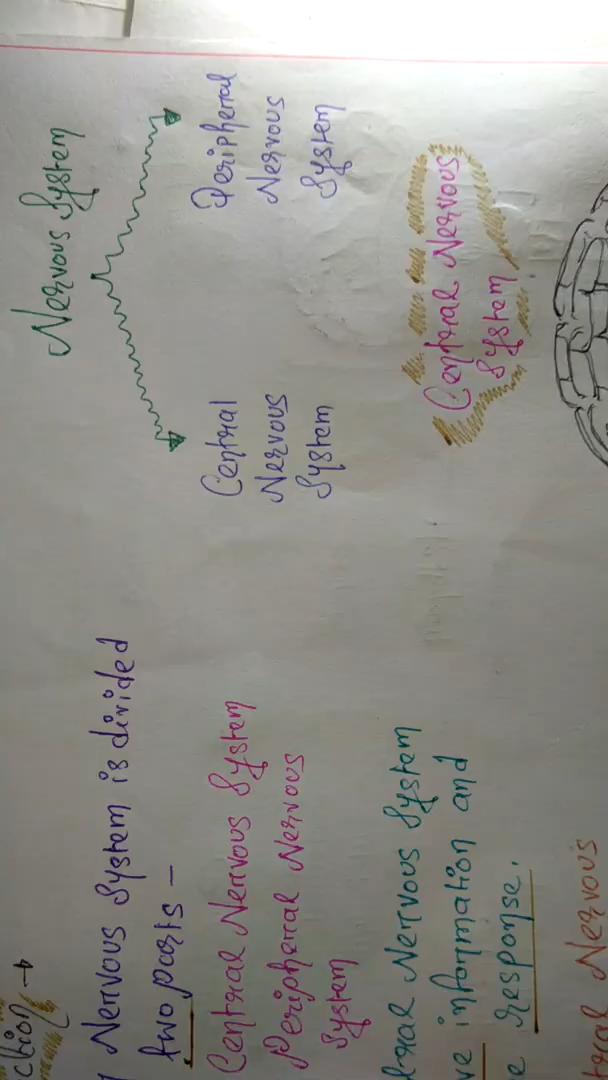 Nervous System is divided
two parts –
Central Nervous System
Peripheral Nervous
System
Nervous System
information and
response.
Nervous
Nervous System
Central
Nervous
System
Peripheral
Nervous
System
Central Nervous
System